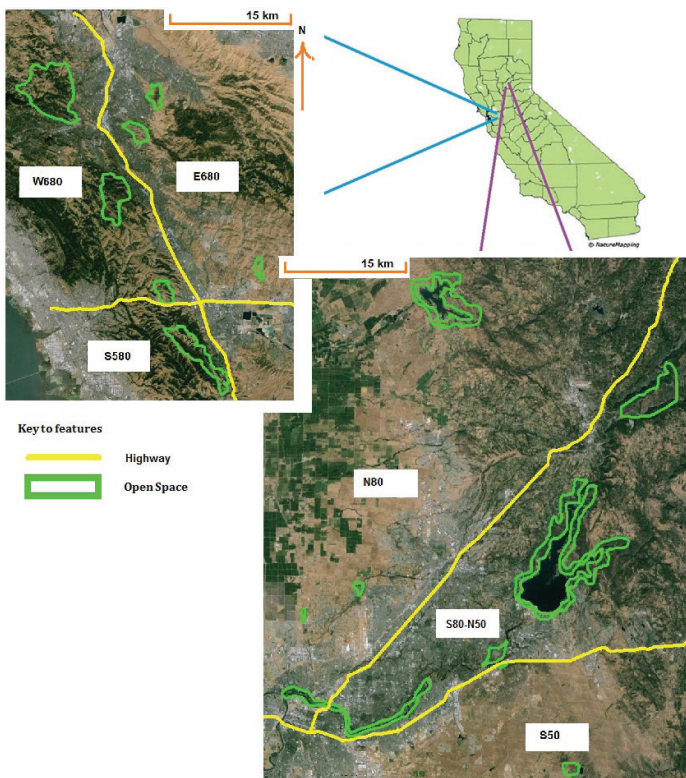 15 km
N
W680
E680
S580
© NatureMapping
15 km
Key to features
Highway
Open Space
N80
S80-N50
S50